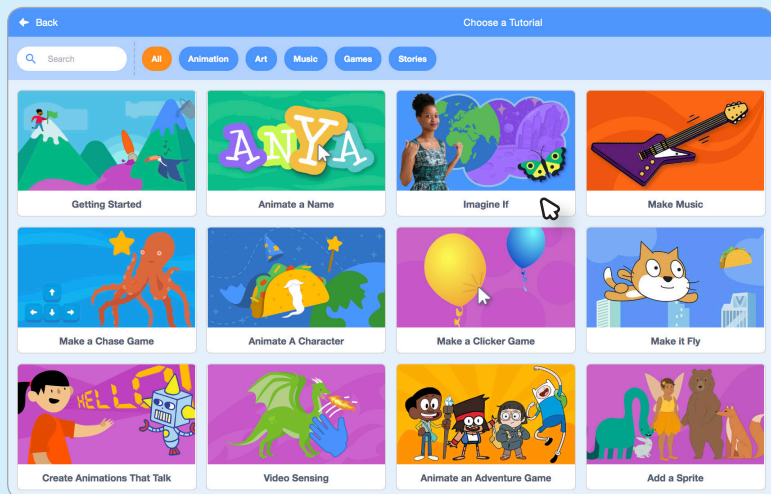 Back
Choose a Tutorial
Search
All
Animation
Art
Music
Games
Stories
ANYA
Getting Started
Animate a Name
Imagine If
Make Music
Make a Chase Game
Animate A Character
Make a Clicker Game
Make it Fly
HELLO
Create Animations That Talk
Video Sensing
Animate an Adventure Game
Add a Sprite